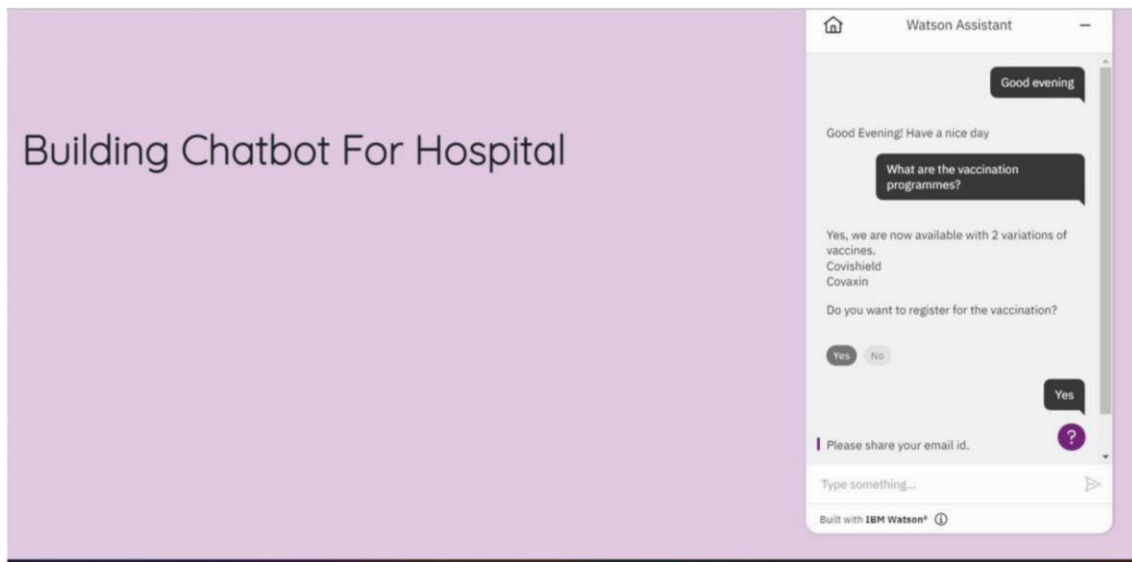 Watson Assistant
Good evening
Building Chatbot For Hospital
Good Evening! Have a nice day
What are the vaccination
programmes?
Yes, we are now available with 2 variations of
vaccines.
Covishield
Covaxin
Do you want to register for the vaccination?
Yes No
Yes
?
Please share your email id.
Type something...
Built with IBM Watson®